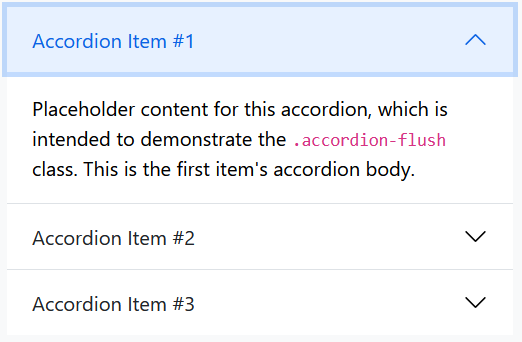 Accordion Item #1
Placeholder content for this accordion, which is
intended to demonstrate the .accordion-flush
class. This is the first item's accordion body.
Accordion Item #2
Accordion Item #3